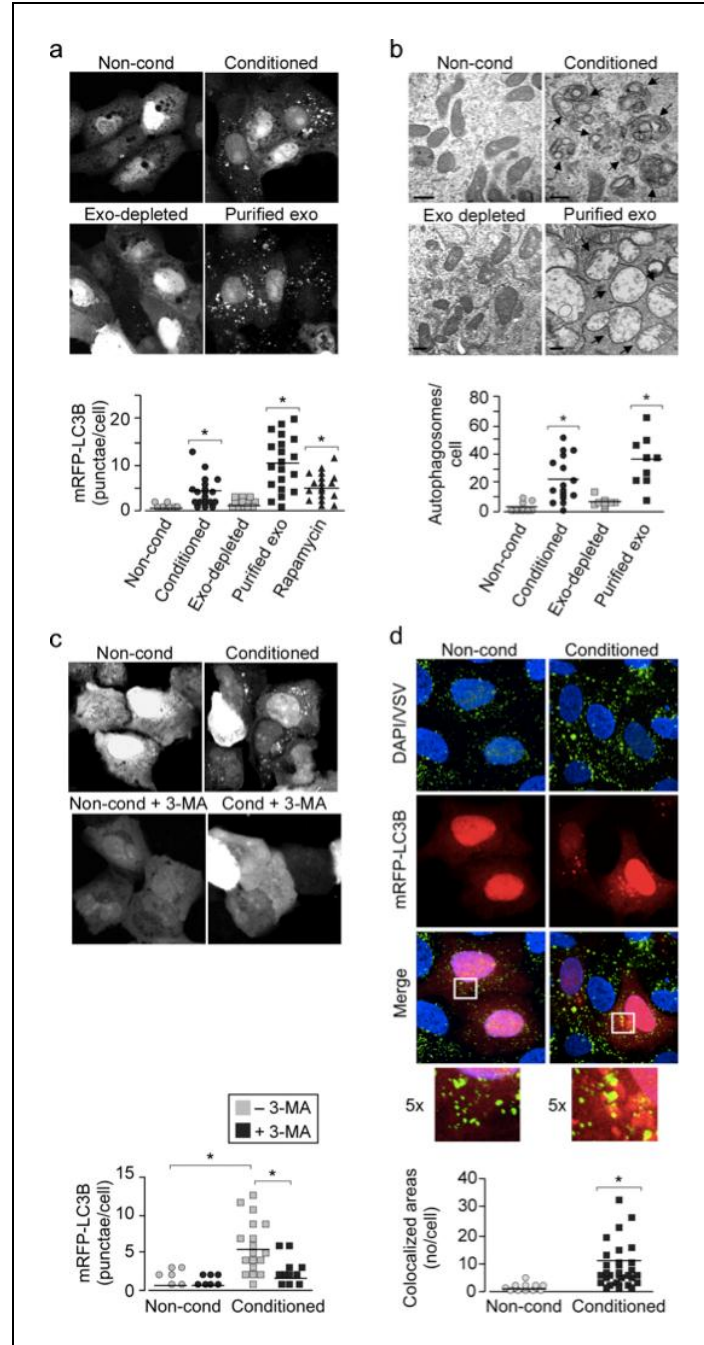 a
Non-cond Conditioned
Exo-depleted Purified exo
mRFP-LC3B
(punctae/cell)
20
10
0
*
*
*
Non-cond
Conditioned
Exo-depleted
Purified exo
Rapamycin
b
Non-cond Conditioned
Exo depleted Purified exo
Autophagosomes/
cell
80
60
40
20
0
*
*
Non-cond
Conditioned
Exo-depleted
Purified exo
c
Non-cond Conditioned
Non-cond + 3-MA Cond + 3-MA
– 3-MA
+ 3-MA
mRFP-LC3B
(punctae/cell)
15
10
5
0
*
*
Non-cond Conditioned
d
Non-cond Conditioned
DAPI/VSV
mRFP-LC3B
Merge
5x 5x
Colocalized areas
(no/cell)
40
30
20
10
0
*
Non-cond Conditioned